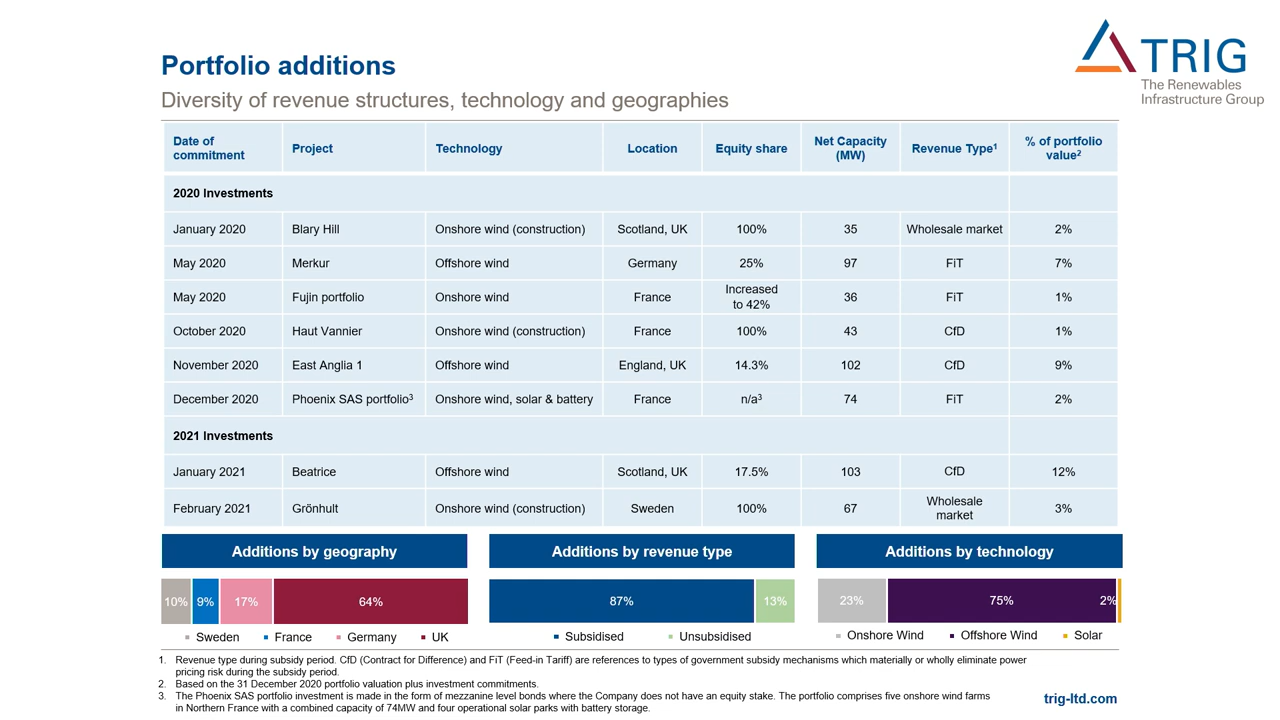 TRIG
The Renewables
Infrastructure Group
Portfolio additions
Diversity of revenue structures, technology and geographies
Date of commitment Project Technology Location Equity share Net Capacity (MW) Revenue Type1 % of portfolio value2
2020 Investments
January 2020 Blary Hill Onshore wind (construction) Scotland, UK 100% 35 Wholesale market 2%
May 2020 Merkur Offshore wind Germany 25% 97 FiT 7%
May 2020 Fujin portfolio Onshore wind France Increased to 42% 36 FiT 1%
October 2020 Haut Vannier Onshore wind (construction) France 100% 43 CfD 1%
November 2020 East Anglia 1 Offshore wind England, UK 14.3% 102 CfD 9%
December 2020 Phoenix SAS portfolio3 Onshore wind, solar & battery France n/a3 74 FiT 2%
2021 Investments
January 2021 Beatrice Offshore wind Scotland, UK 17.5% 103 CfD 12%
February 2021 Grönhult Onshore wind (construction) Sweden 100% 67 Wholesale market 3%
Additions by geography
10% 9% 17% 64%
Sweden France Germany UK
Additions by revenue type
87% 13%
Subsidised Unsubsidised
Additions by technology
23% 75% 2%
Onshore Wind Offshore Wind Solar
1. Revenue type during subsidy period. CfD (Contract for Difference) and FiT (Feed-in Tariff) are references to types of government subsidy mechanisms which materially or wholly eliminate power
pricing risk during the subsidy period.
2. Based on the 31 December 2020 portfolio valuation plus investment commitments.
3. The Phoenix SAS portfolio investment is made in the form of mezzanine level bonds where the Company does not have an equity stake. The portfolio comprises five onshore wind farms
in Northern France with a combined capacity of 74MW and four operational solar parks with battery storage.
trig-ltd.com